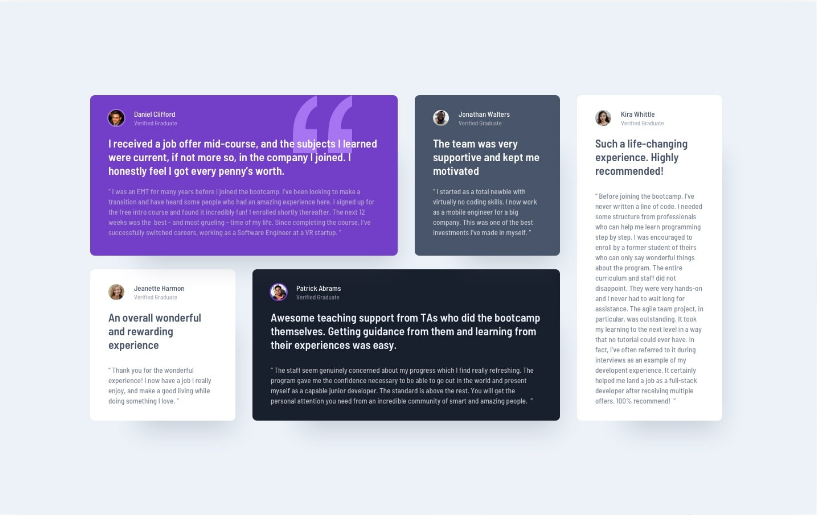 Daniel Clifford
Verified Graduate
I received a job offer mid-course, and the subjects I learned
were current, if not more so, in the company I joined. I
honestly feel I got every penny’s worth.
“ I was an EMT for many years before I joined the bootcamp. I’ve been looking to make a
transition and have heard some people who had an amazing experience here. I signed up for
the free intro course and found it incredibly fun! I enrolled shortly thereafter. The next 12
weeks was the best - and most grueling - time of my life. Since completing the course, I’ve
successfully switched careers, working as a Software Engineer at a VR startup. ”
Jonathan Walters
Verified Graduate
The team was very
supportive and kept me
motivated
“ I started as a total newbie with
virtually no coding skills. I now work
as a mobile engineer for a big
company. This was one of the best
investments I’ve made in myself. ”
Kira Whittle
Verified Graduate
Such a life-changing
experience. Highly
recommended!
“ Before joining the bootcamp, I’ve
never written a line of code. I needed
some structure from professionals
who can help me learn programming
step by step. I was encouraged to
enroll by a former student of theirs
who can only say wonderful things
about the program. The entire
curriculum and staff did not
disappoint. They were very hands-on
and I never had to wait long for
assistance. The agile team project, in
particular, was outstanding. It took
my learning to the next level in a way
that no tutorial could ever have. In
fact, I’ve often referred to it during
interviews as an example of my
developent experience. It certainly
helped me land a job as a full-stack
developer after receiving multiple
offers. 100% recommend! ”
Jeanette Harmon
Verified Graduate
An overall wonderful
and rewarding
experience
“ Thank you for the wonderful
experience! I now have a job I really
enjoy, and make a good living while
doing something I love. ”
Patrick Abrams
Verified Graduate
Awesome teaching support from TAs who did the bootcamp
themselves. Getting guidance from them and learning from
their experiences was easy.
“ The staff seem genuinely concerned about my progress which I find really refreshing. The
program gave me the confidence necessary to be able to go out in the world and present
myself as a capable junior developer. The standard is above the rest. You will get the
personal attention you need from an incredible community of smart and amazing people. ”